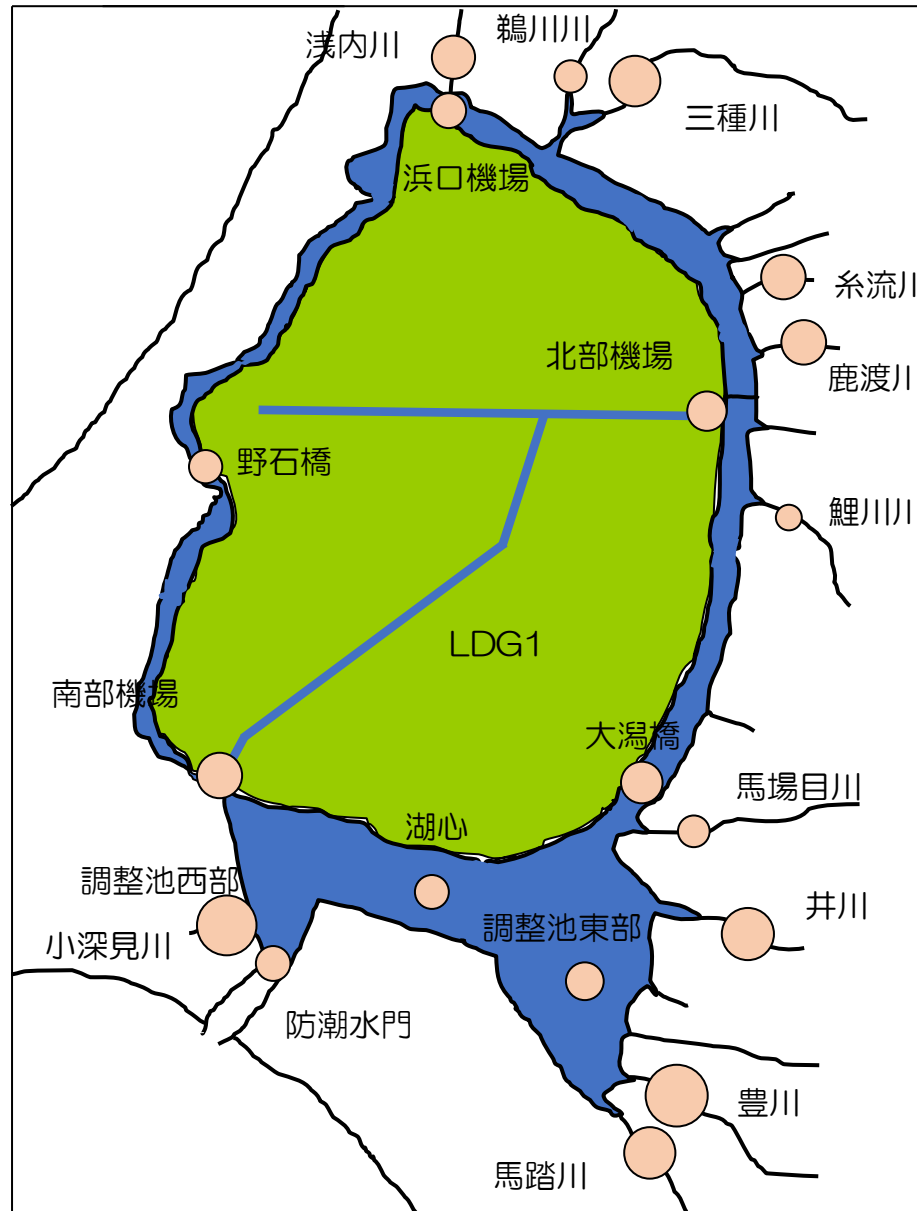 鵜川川
浅内川
三種川
浜口機場
糸流川
北部機場
鹿渡川
野石橋
鯉川川
LDG1
南部機場
大潟橋
馬場目川
湖心
調整池西部
井川
調整池東部
小深見川
防潮水門
豊川
馬踏川